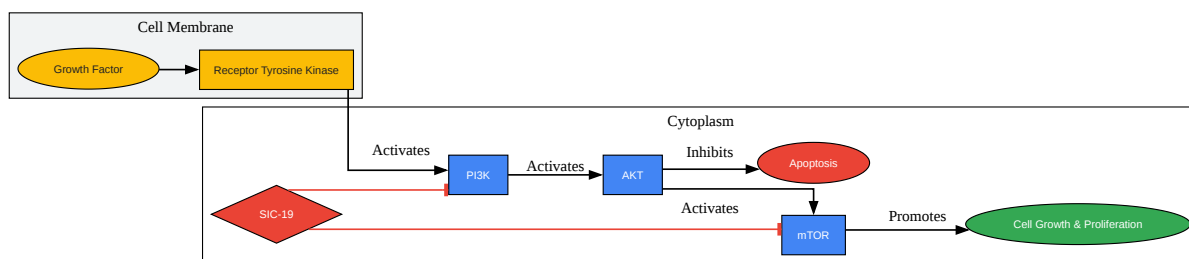 Cell Membrane
Growth Factor
Receptor Tyrosine Kinase
Cytoplasm
Activates
PI3K
Activates
AKT
Inhibits
Apoptosis
SIC-19
Activates
mTOR
Promotes
Cell Growth & Proliferation